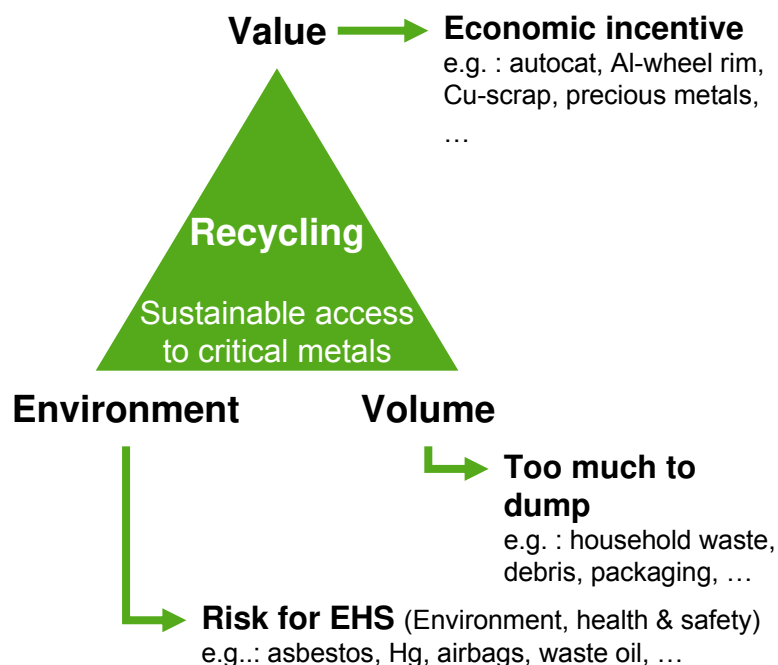 Value
Economic incentive
e.g. : autocat, Al-wheel rim,
Cu-scrap, precious metals,
…
Recycling
Sustainable access
to critical metals
Environment
Volume
Too much to
dump
e.g. : household waste,
debris, packaging, …
Risk for EHS (Environment, health & safety)
e.g..: asbestos, Hg, airbags, waste oil, …